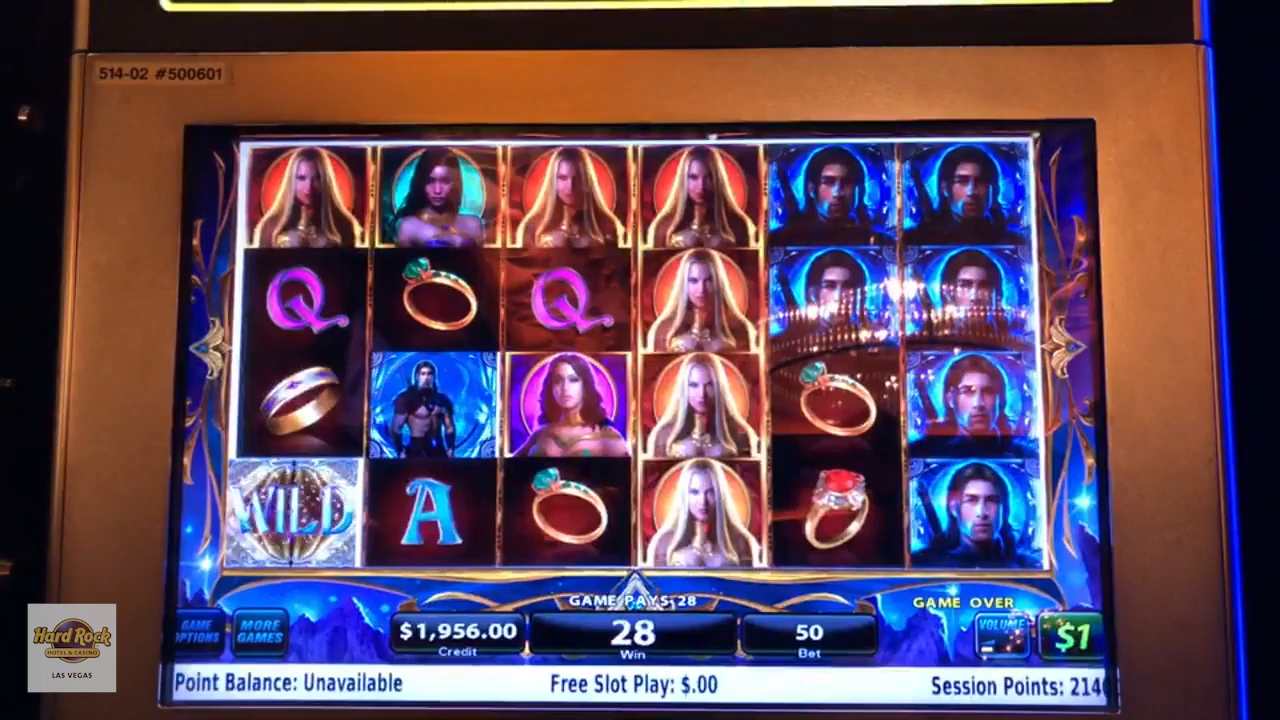 514-02 #500601
Q
Q
WILD
A
GAME PAYS 28
GAME OVER
GAME OPTIONS
MORE GAMES
$1,956.00
Credit
28
Win
50
Bet
VOLUME
$1
Point Balance: Unavailable
Free Slot Play: $.00
Session Points: 2140
Hard Rock
HOTEL & CASINO
LAS VEGAS